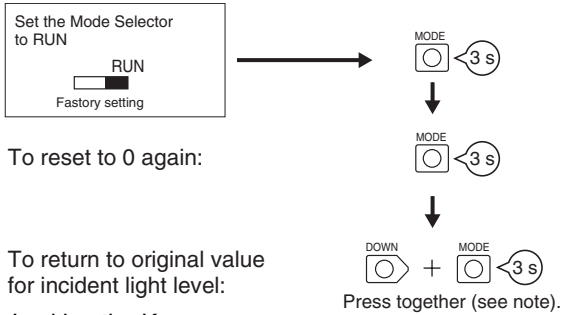 Set the Mode Selector
to RUN
RUN
Fastory setting
MODE
3 s
To reset to 0 again:
MODE
3 s
To return to original value
for incident light level:
DOWN
+
MODE
3 s
Press together (see note).